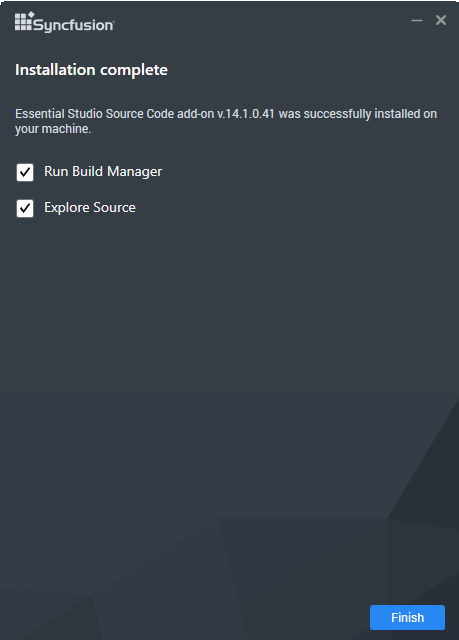 Syncfusion
Installation complete
Essential Studio Source Code add-on v.14.1.0.41 was successfully installed on
your machine.
Run Build Manager
Explore Source
Finish